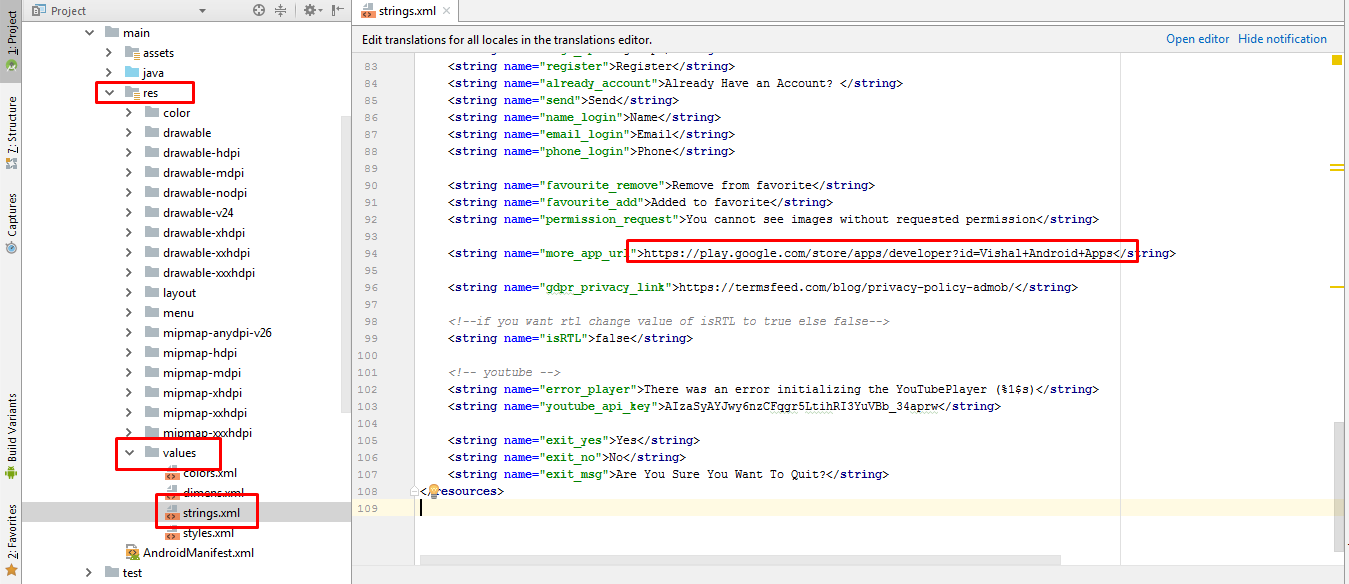 Project
strings.xml
1: Project
7: Structure
Captures
Build Variants
2: Favorites
main
assets
java
res
color
drawable
drawable-hdpi
drawable-mdpi
drawable-nodpi
drawable-v24
drawable-xhdpi
drawable-xxhdpi
drawable-xxxhdpi
layout
menu
mipmap-anydpi-v26
mipmap-hdpi
mipmap-mdpi
mipmap-xhdpi
mipmap-xxhdpi
mipmap-xxxhdpi
values
colors.xml
dimens.xml
strings.xml
styles.xml
AndroidManifest.xml
test
Edit translations for all locales in the translations editor. Open editor Hide notification
83 <string name="register">Register</string>
84 <string name="already_account">Already Have an Account? </string>
85 <string name="send">Send</string>
86 <string name="name_login">Name</string>
87 <string name="email_login">Email</string>
88 <string name="phone_login">Phone</string>
89
90 <string name="favourite_remove">Remove from favorite</string>
91 <string name="favourite_add">Added to favorite</string>
92 <string name="permission_request">You cannot see images without requested permission</string>
93
94 <string name="more_app_url">https://play.google.com/store/apps/developer?id=Vishal+Android+Apps</string>
95
96 <string name="gdpr_privacy_link">https://termsfeed.com/blog/privacy-policy-admob/</string>
97
98 <!--if you want rtl change value of isRTL to true else false-->
99 <string name="isRTL">false</string>
100
101 <!-- youtube -->
102 <string name="error_player">There was an error initializing the YouTubePlayer (%1$s)</string>
103 <string name="youtube_api_key">AIzaSyAYJwy6nzCFqgr5LtihRI3YuVBb_34aprw</string>
104
105 <string name="exit_yes">Yes</string>
106 <string name="exit_no">No</string>
107 <string name="exit_msg">Are You Sure You Want To Quit?</string>
108 </resources>
109